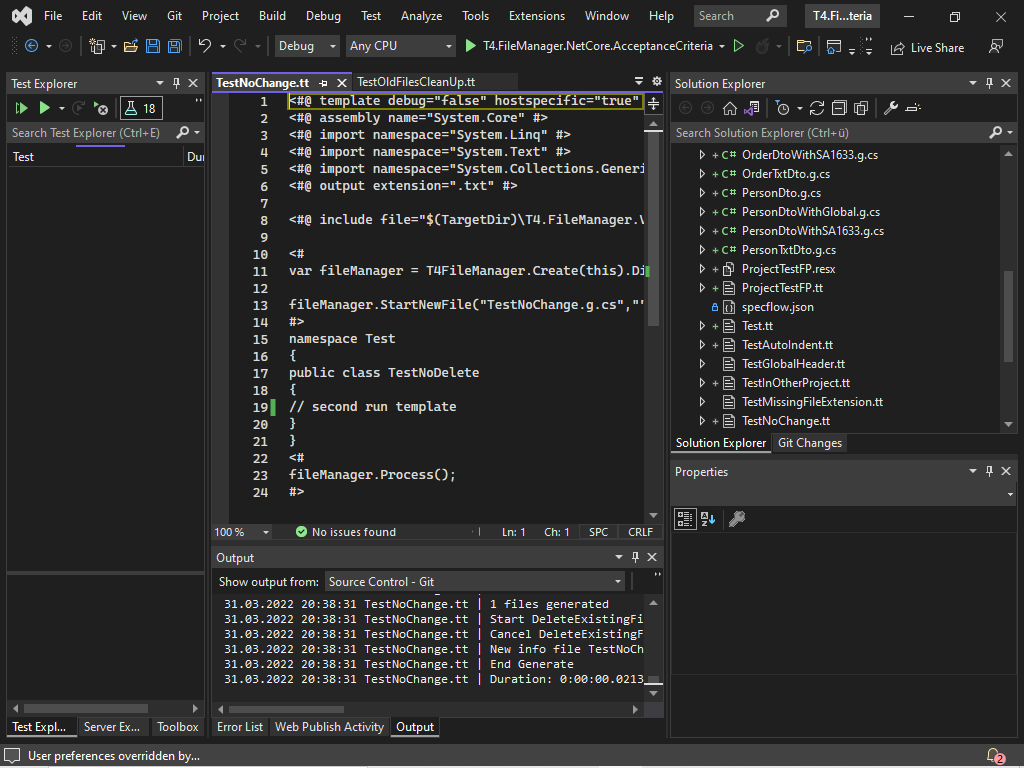 File Edit View Git Project Build Debug Test Analyze Tools Extensions Window Help Search T4.Fi...teria
Debug Any CPU T4.FileManager.NetCore.AcceptanceCriteria Live Share
Test Explorer
18
Search Test Explorer (Ctrl+E)
Test Dur
TestNoChange.tt TestOldFilesCleanUp.tt
1 <#@ template debug="false" hostspecific="true"
2 <#@ assembly name="System.Core" #>
3 <#@ import namespace="System.Linq" #>
4 <#@ import namespace="System.Text" #>
5 <#@ import namespace="System.Collections.Generi
6 <#@ output extension=".txt" #>
7
8 <#@ include file="$(TargetDir)\T4.FileManager.V
9
10 <#
11 var fileManager = T4FileManager.Create(this).Di
12
13 fileManager.StartNewFile("TestNoChange.g.cs",""
14 #>
15 namespace Test
16 {
17 public class TestNoDelete
18 {
19 // second run template
20 }
21 }
22 <#
23 fileManager.Process();
24 #>
100 % No issues found Ln: 1 Ch: 1 SPC CRLF
Output
Show output from: Source Control - Git
31.03.2022 20:38:31 TestNoChange.tt | 1 files generated
31.03.2022 20:38:31 TestNoChange.tt | Start DeleteExistingFi
31.03.2022 20:38:31 TestNoChange.tt | Cancel DeleteExistingF
31.03.2022 20:38:31 TestNoChange.tt | New info file TestNoCh
31.03.2022 20:38:31 TestNoChange.tt | End Generate
31.03.2022 20:38:31 TestNoChange.tt | Duration: 0:00:00.0213
Test Expl... Server Ex... Toolbox
Error List Web Publish Activity Output
Solution Explorer
Search Solution Explorer (Ctrl+ü)
C# OrderDtoWithSA1633.g.cs
C# OrderTxtDto.g.cs
C# PersonDto.g.cs
C# PersonDtoWithGlobal.g.cs
C# PersonDtoWithSA1633.g.cs
C# PersonTxtDto.g.cs
ProjectTestFP.resx
ProjectTestFP.tt
specflow.json
Test.tt
TestAutoIndent.tt
TestGlobalHeader.tt
TestInOtherProject.tt
TestMissingFileExtension.tt
TestNoChange.tt
Solution Explorer Git Changes
Properties
User preferences overridden by... 2